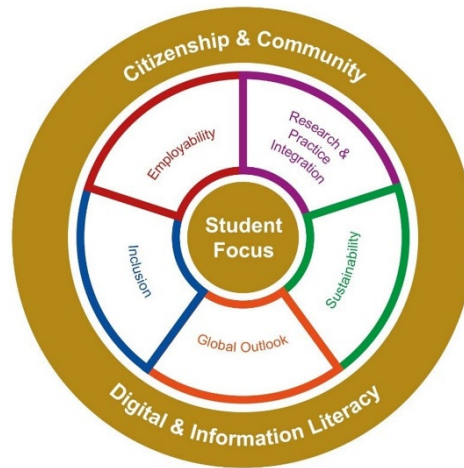 Citizenship & Community
Employability
Research &
Practice
Integration
Student
Focus
Inclusion
Sustainability
Global Outlook
Digital & Information Literacy